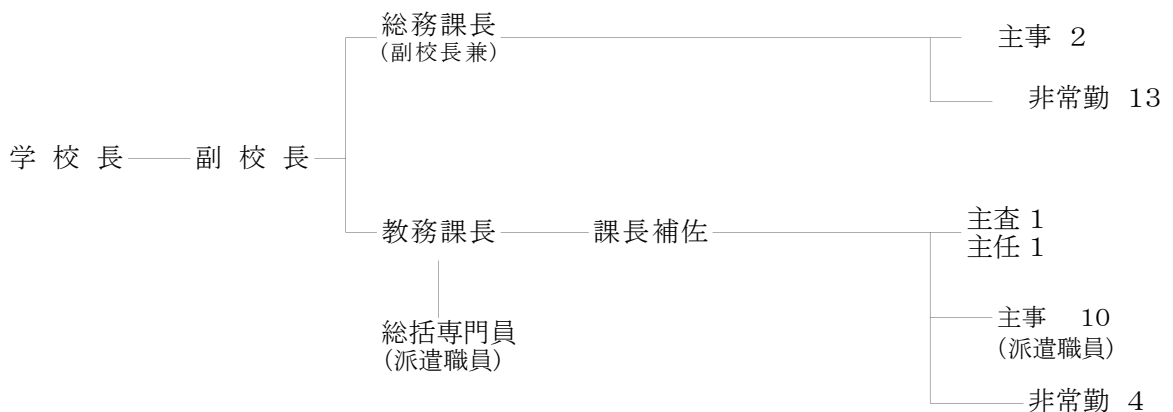 総務課長
(副校長兼)
主事 2
非常勤 13
学校長
副校長
教務課長
課長補佐
主査 1
主任 1
総括専門員
(派遣職員)
主事 10
(派遣職員)
非常勤 4